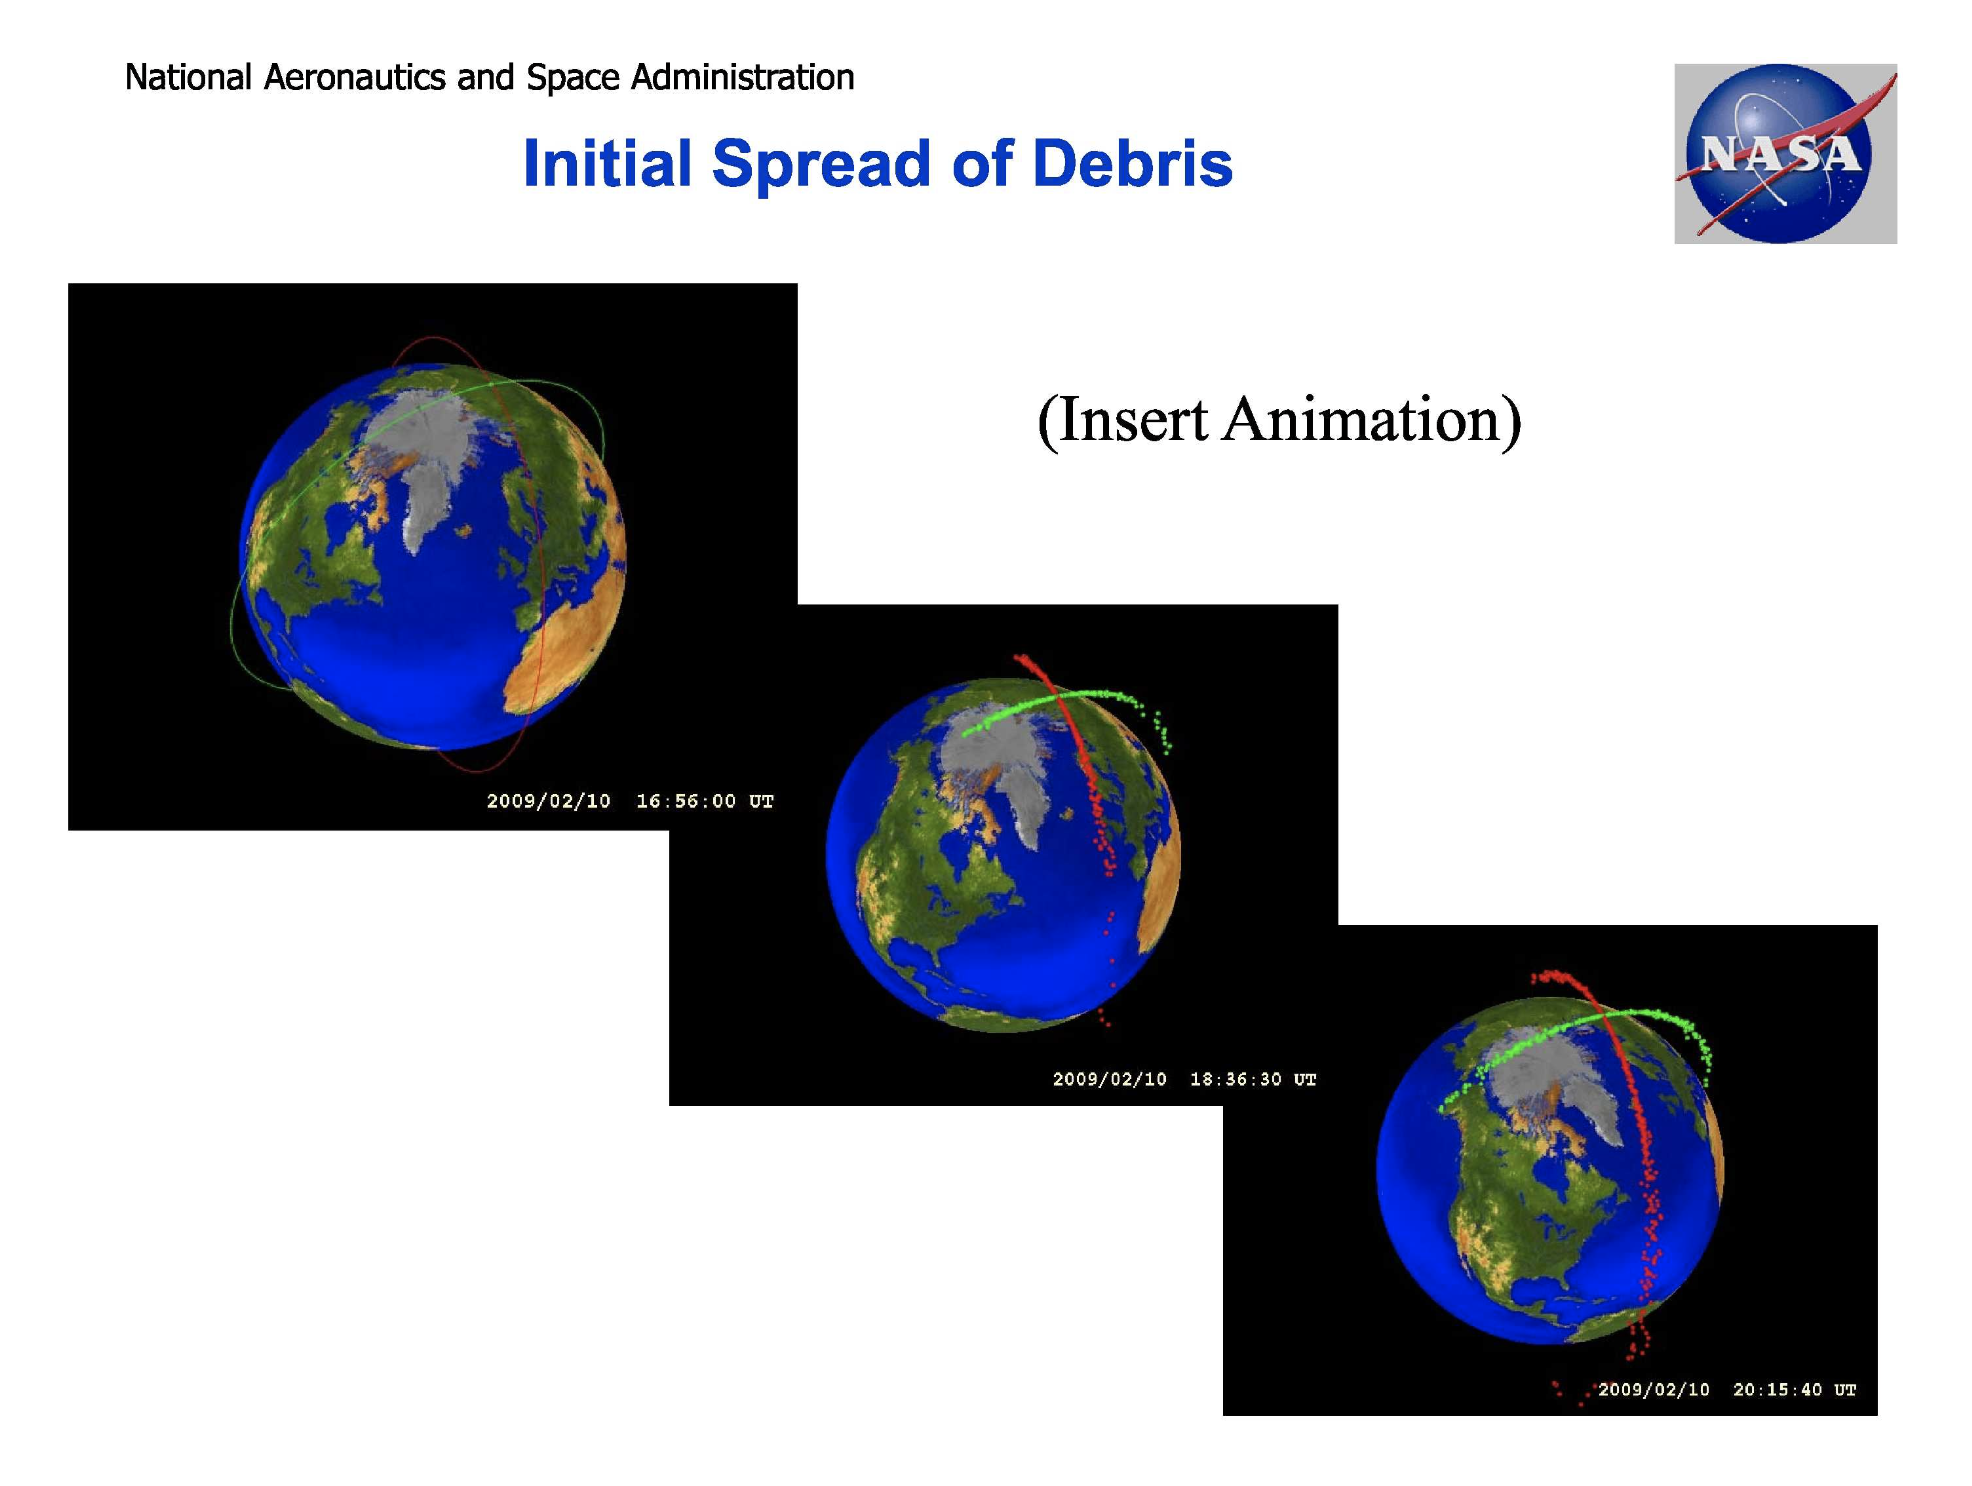 National Aeronautics and Space Administration
Initial Spread of Debris
NASA
(Insert Animation)
2009/02/10 16:56:00 UT
2009/02/10 18:36:30 UT
2009/02/10 20:15:40 UT